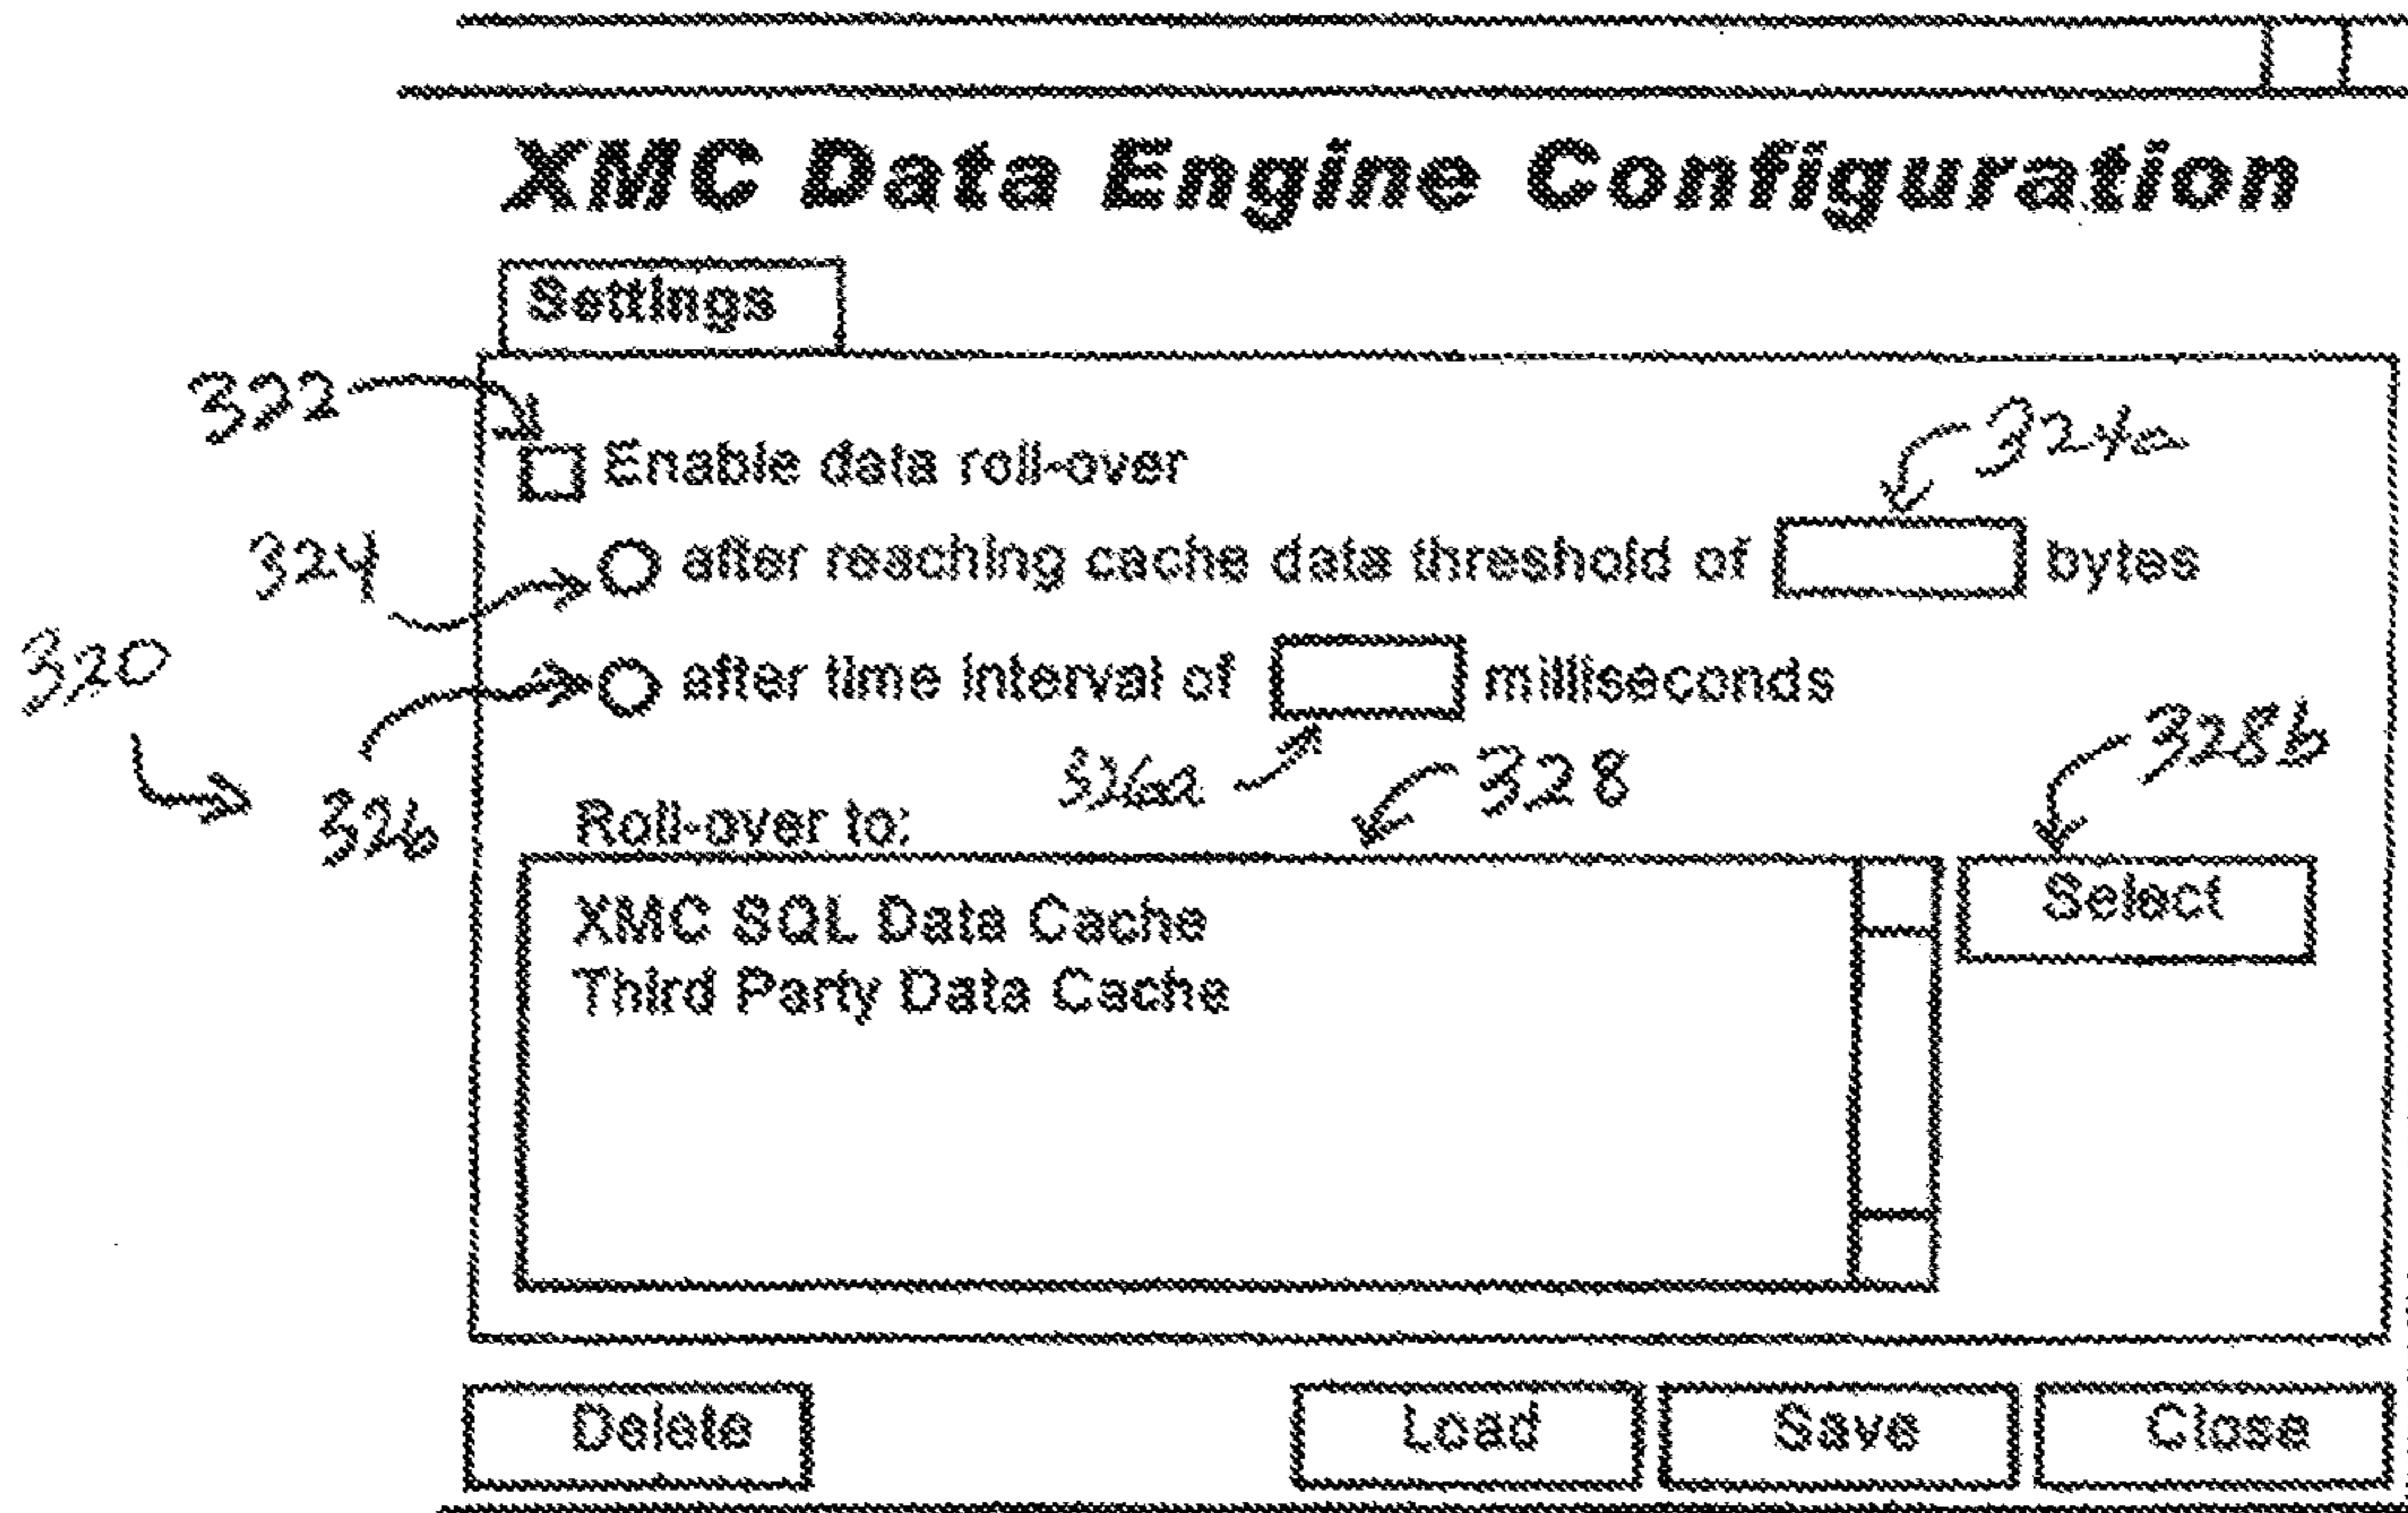 XMC Data Engine Configuration
Settings
322
Enable data roll-over
324a
324
after reaching cache data threshold of bytes
320
326
after time interval of milliseconds
326a
328
328b
Roll-over to:
XMC SQL Data Cache
Third Party Data Cache
Select
Delete
Load
Save
Close